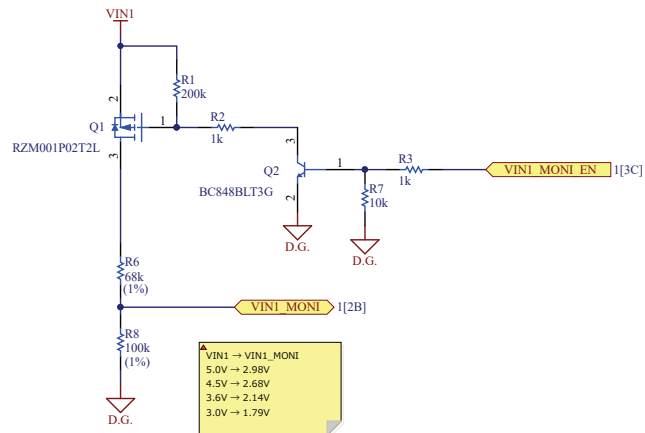 VIN1
R1
200k
2
1
R2
1k
Q1
RZM001P02T2L
3
3
Q2
1
R3
1k
VIN1_MONI_EN 1[3C]
BC848BLT3G
2
R7
10k
D.G.
D.G.
R6
68k
(1%)
VIN1_MONI 1[2B]
R8
100k
(1%)
D.G.
VIN1 → VIN1_MONI
5.0V → 2.98V
4.5V → 2.68V
3.6V → 2.14V
3.0V → 1.79V